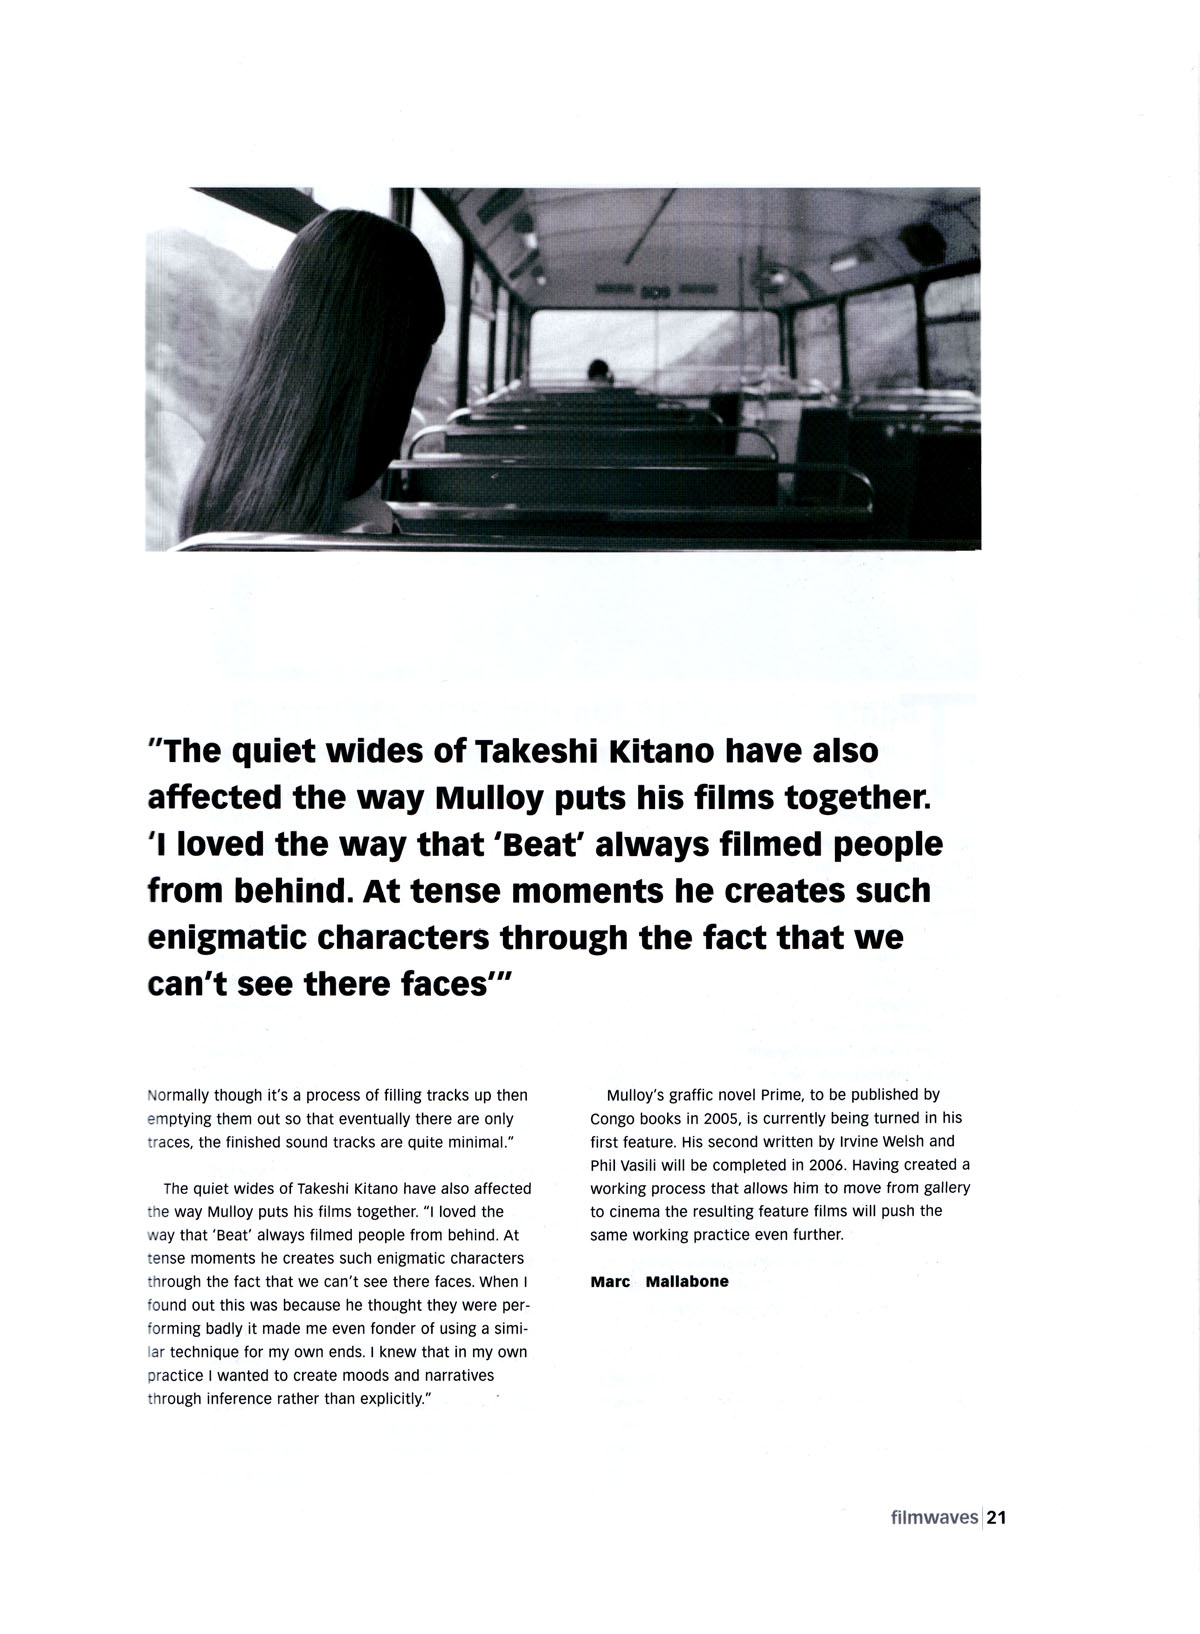 "The quiet wides of Takeshi Kitano have also
affected the way Mulloy puts his films together.
‘I loved the way that ‘Beat’ always filmed people
from behind. At tense moments he creates such
enigmatic characters through the fact that we
can’t see there faces’”
Normally though it’s a process of filling tracks up then
emptying them out so that eventually there are only
traces, the finished sound tracks are quite minimal.”
The quiet wides of Takeshi Kitano have also affected
the way Mulloy puts his films together. “I loved the
way that ‘Beat’ always filmed people from behind. At
tense moments he creates such enigmatic characters
through the fact that we can’t see there faces. When I
found out this was because he thought they were per-
forming badly it made me even fonder of using a simi-
lar technique for my own ends. I knew that in my own
practice I wanted to create moods and narratives
through inference rather than explicitly.”
Mulloy’s graffic novel Prime, to be published by
Congo books in 2005, is currently being turned in his
first feature. His second written by Irvine Welsh and
Phil Vasili will be completed in 2006. Having created a
working process that allows him to move from gallery
to cinema the resulting feature films will push the
same working practice even further.
Marc Mallabone
filmwaves 21